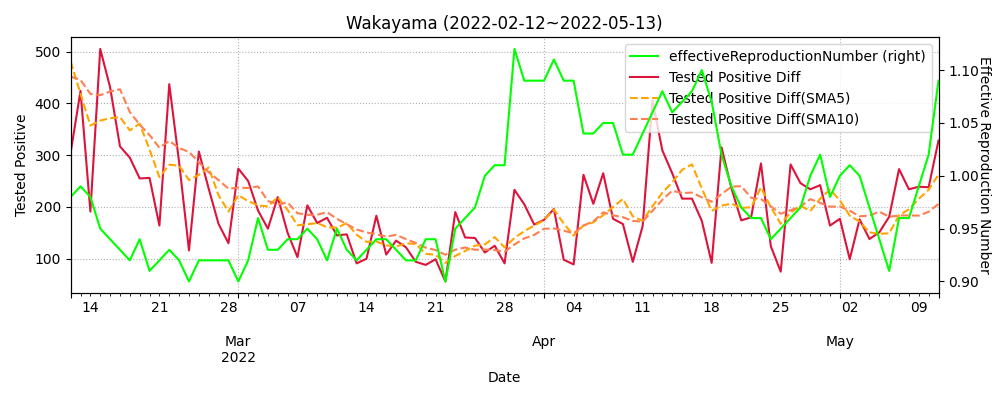 Wakayama (2022-02-12~2022-05-13)
effectiveReproductionNumber (right)
Tested Positive Diff
Tested Positive Diff(SMA5)
Tested Positive Diff(SMA10)
Tested Positive
500
400
300
200
100
Effective Reproduction Number
1.10
1.05
1.00
0.95
0.90
14 21 28 07 14 21 28 04 11 18 25 02 09
Mar Apr May
2022
Date